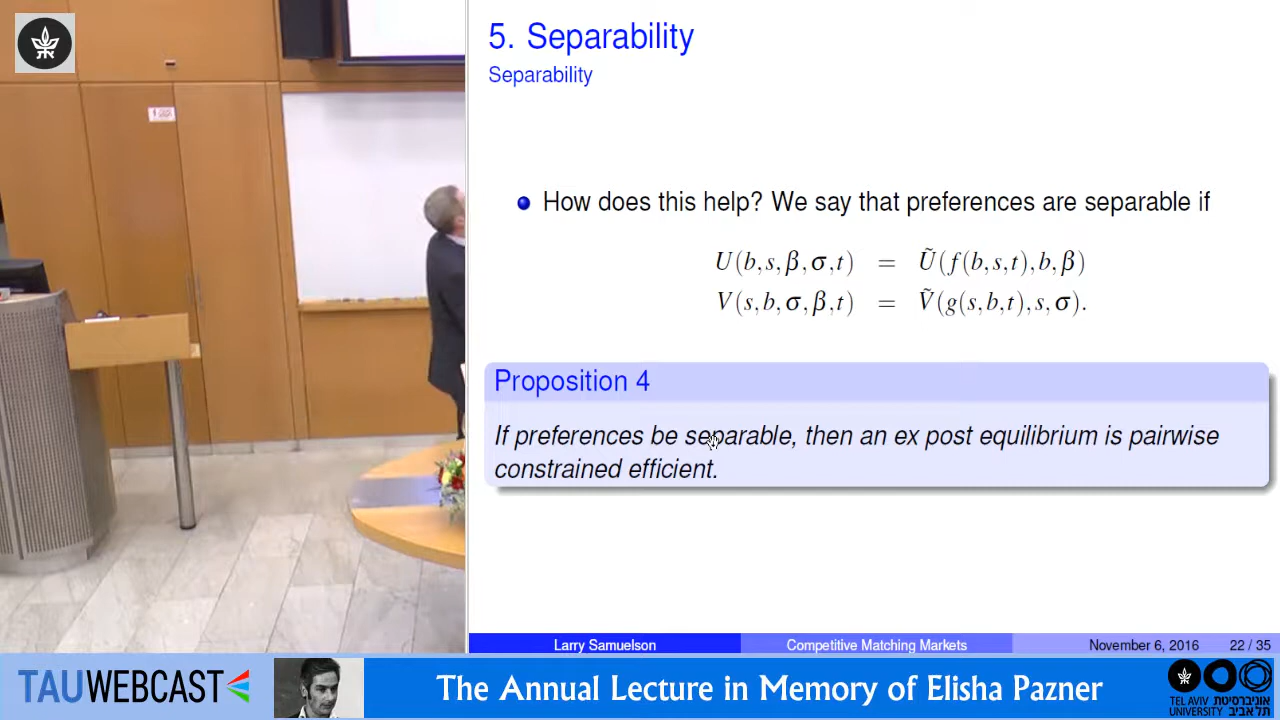 5. Separability
Separability
How does this help? We say that preferences are separable if
U(b, s, β, σ, t) = Ũ(f(b, s, t), b, β)
V(s, b, σ, β, t) = Ṽ(g(s, b, t), s, σ).
Proposition 4
If preferences be separable, then an ex post equilibrium is pairwise
constrained efficient.
Larry Samuelson Competitive Matching Markets November 6, 2016 22 / 35
TAUWEBCAST The Annual Lecture in Memory of Elisha Pazner
TEL AVIV אוניברסיטת
UNIVERSITY תל אביב